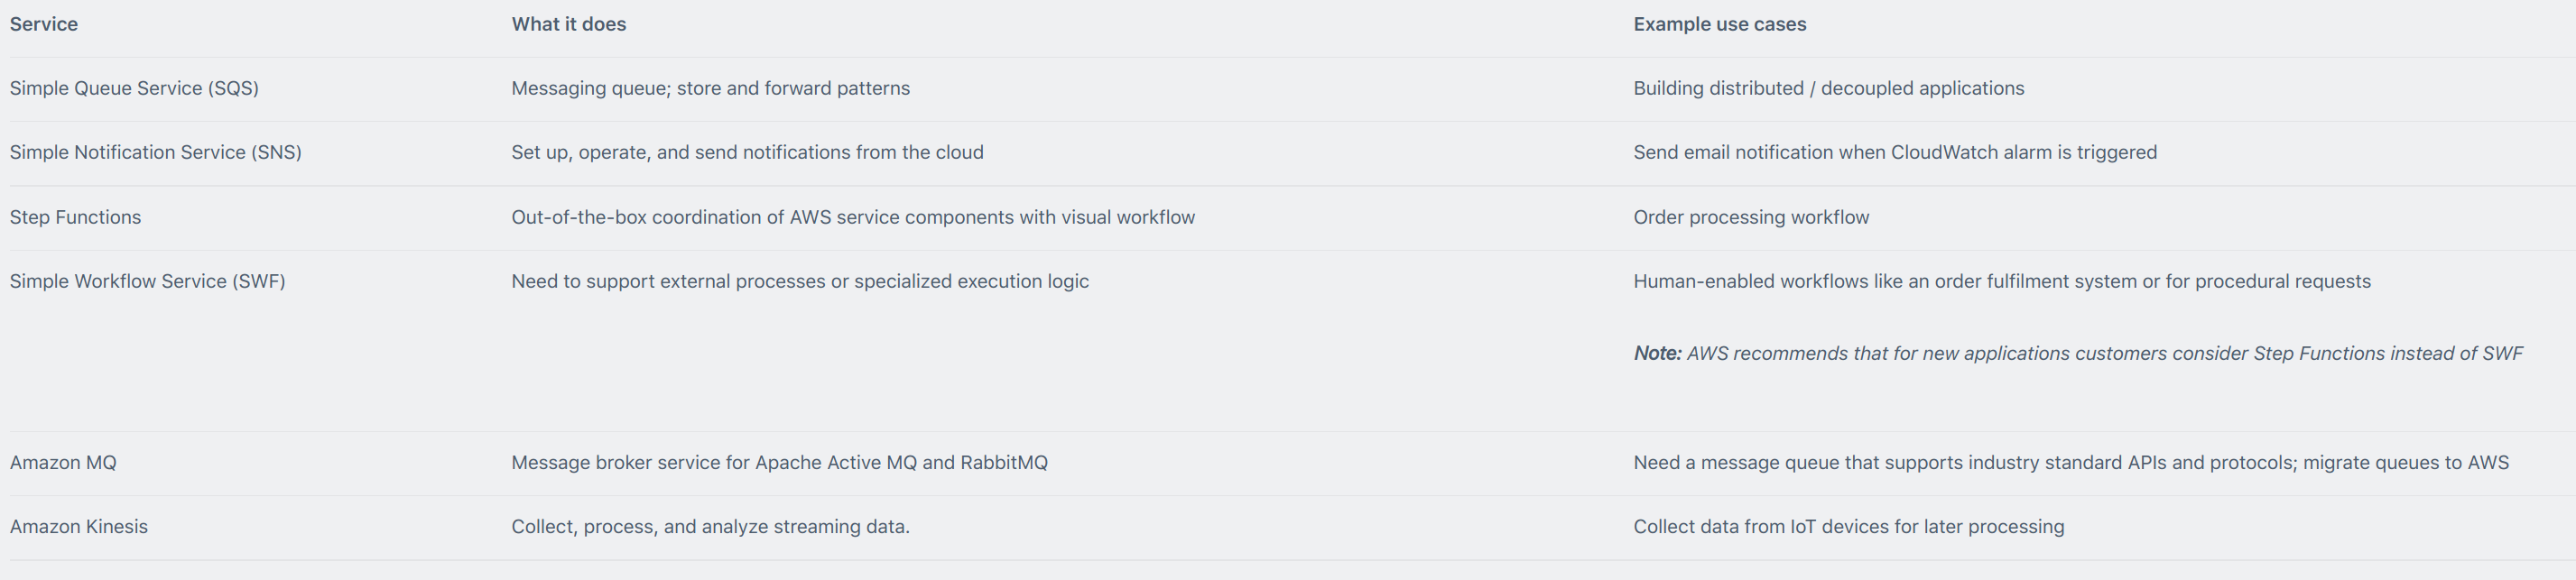 Service What it does Example use cases
Simple Queue Service (SQS) Messaging queue; store and forward patterns Building distributed / decoupled applications
Simple Notification Service (SNS) Set up, operate, and send notifications from the cloud Send email notification when CloudWatch alarm is triggered
Step Functions Out-of-the-box coordination of AWS service components with visual workflow Order processing workflow
Simple Workflow Service (SWF) Need to support external processes or specialized execution logic Human-enabled workflows like an order fulfilment system or for procedural requests
Note: AWS recommends that for new applications customers consider Step Functions instead of SWF
Amazon MQ Message broker service for Apache Active MQ and RabbitMQ Need a message queue that supports industry standard APIs and protocols; migrate queues to AWS
Amazon Kinesis Collect, process, and analyze streaming data. Collect data from IoT devices for later processing